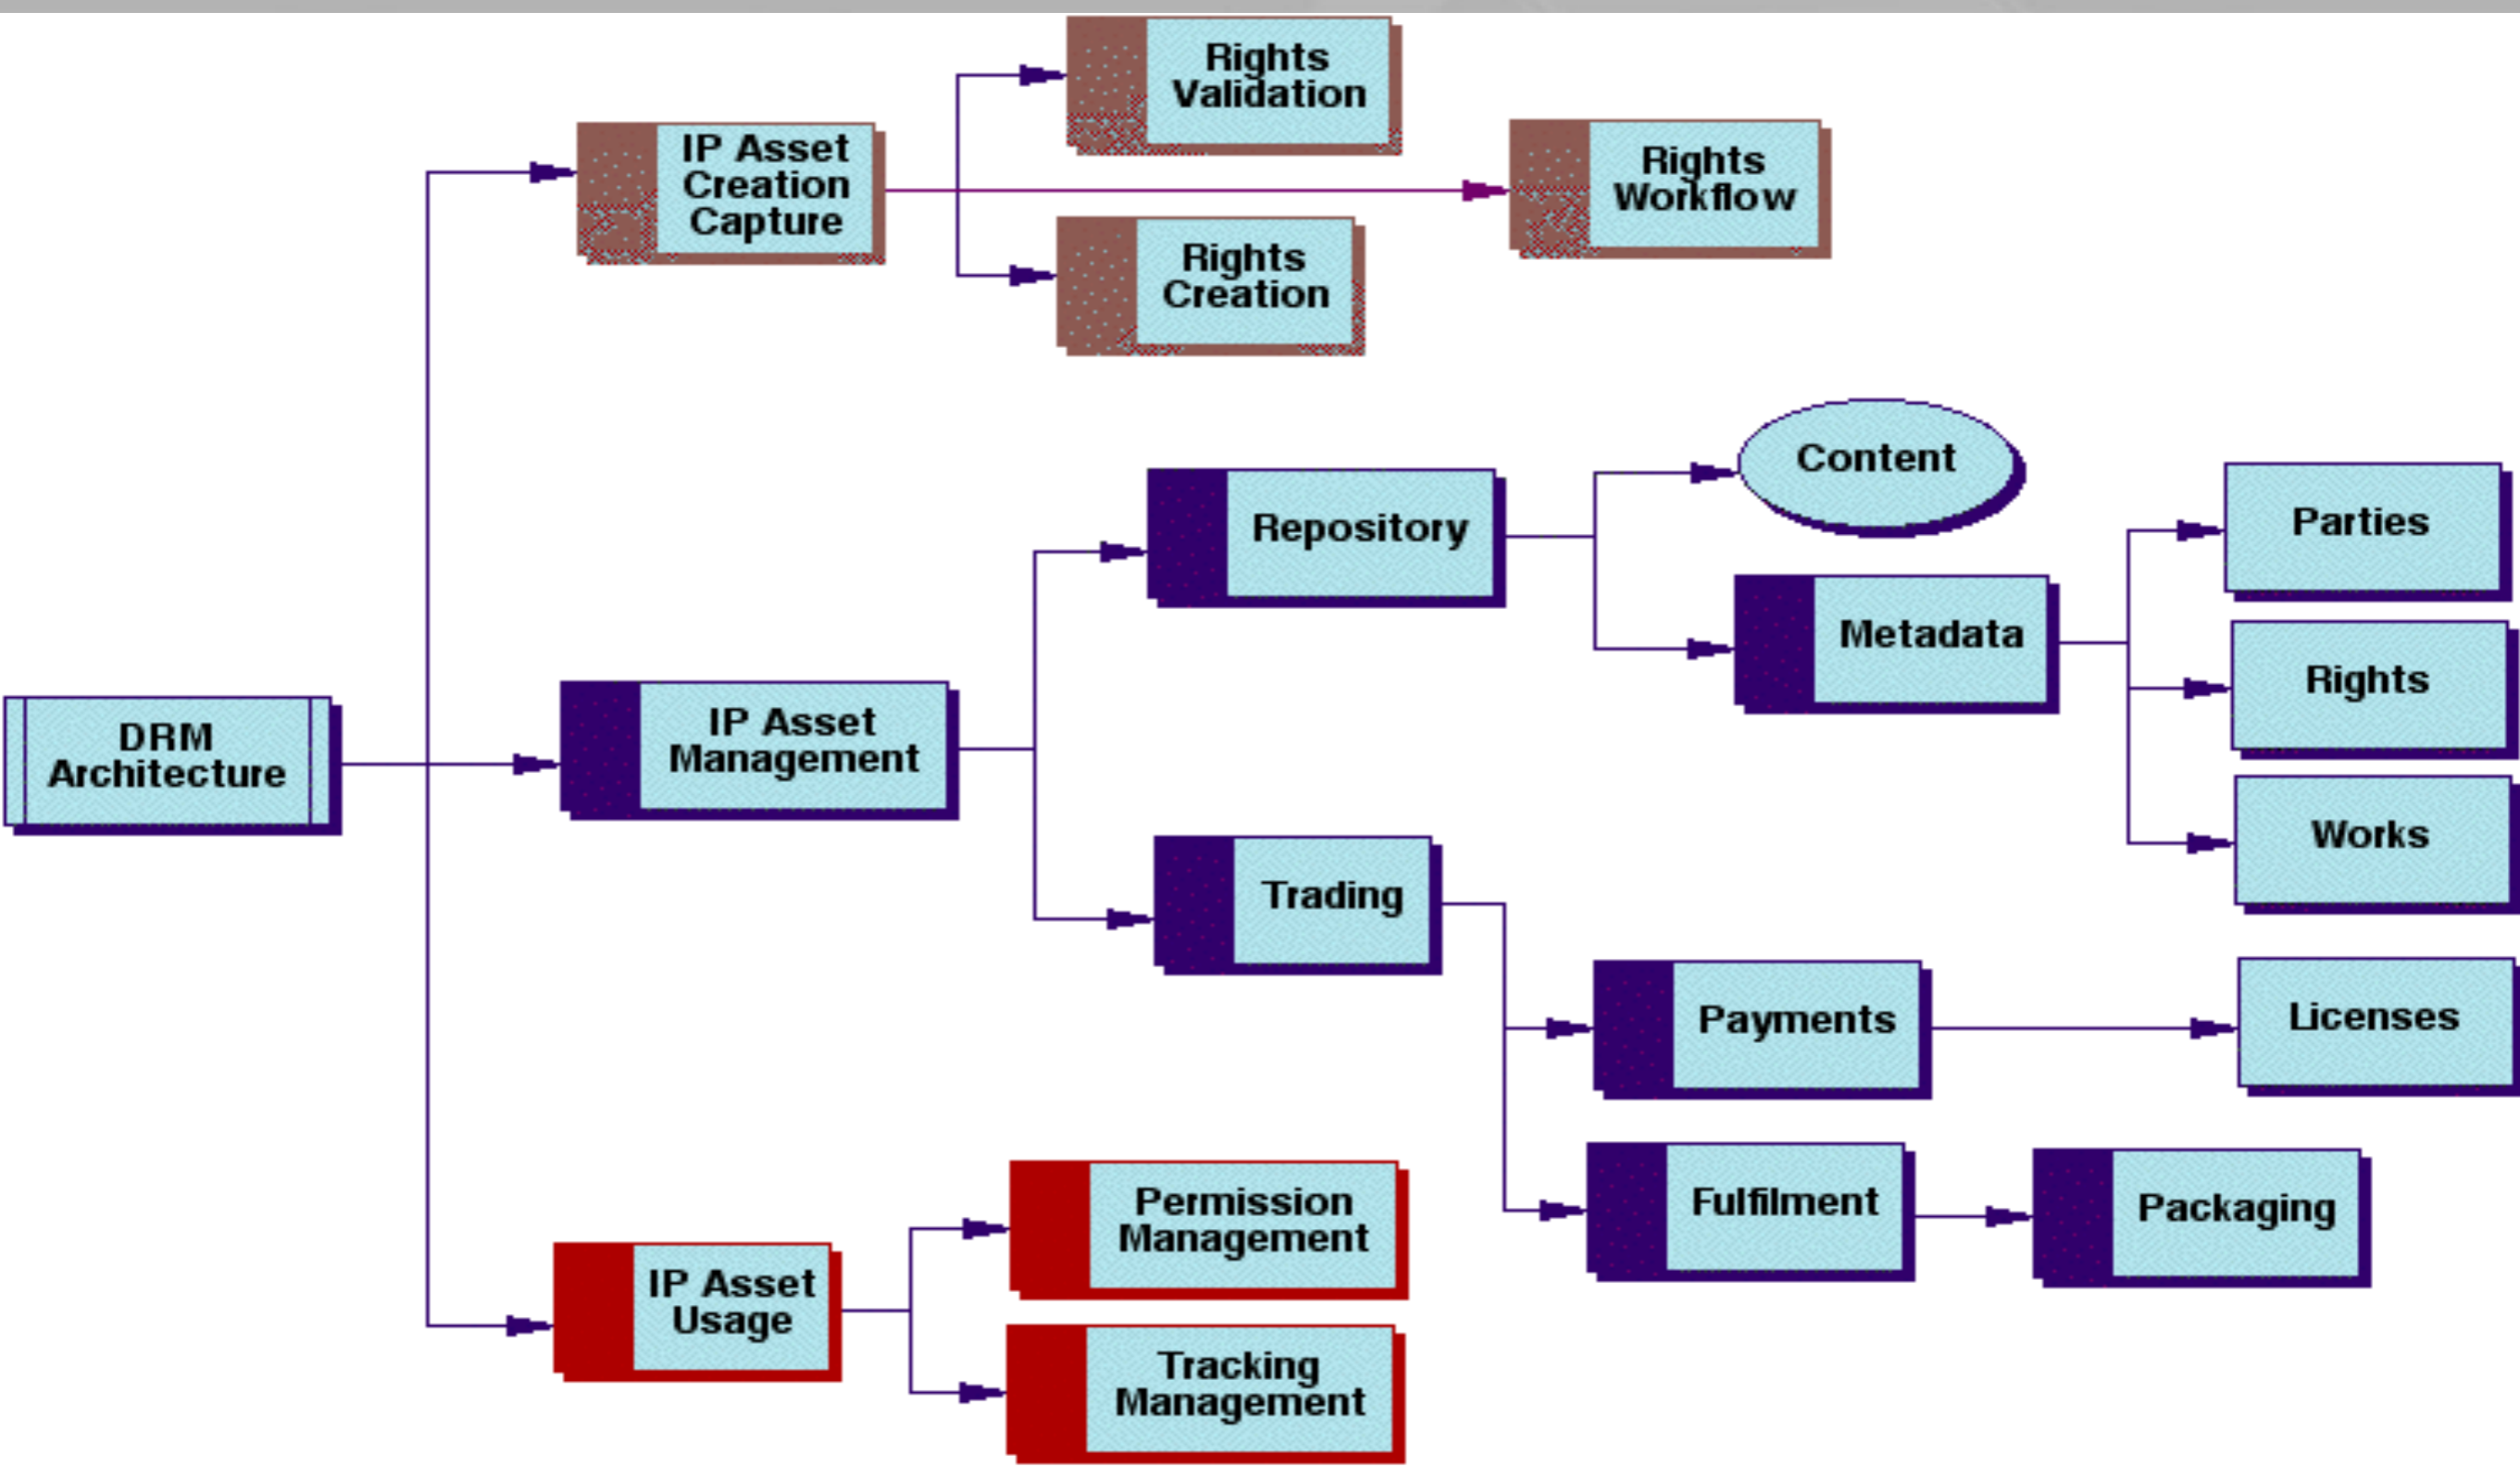 Rights
Validation
IP Asset
Creation
Capture
Rights
Workflow
Rights
Creation
Content
Repository
Parties
Metadata
Rights
DRM
Architecture
IP Asset
Management
Works
Trading
Payments
Licenses
Permission
Management
Fulfilment
Packaging
IP Asset
Usage
Tracking
Management